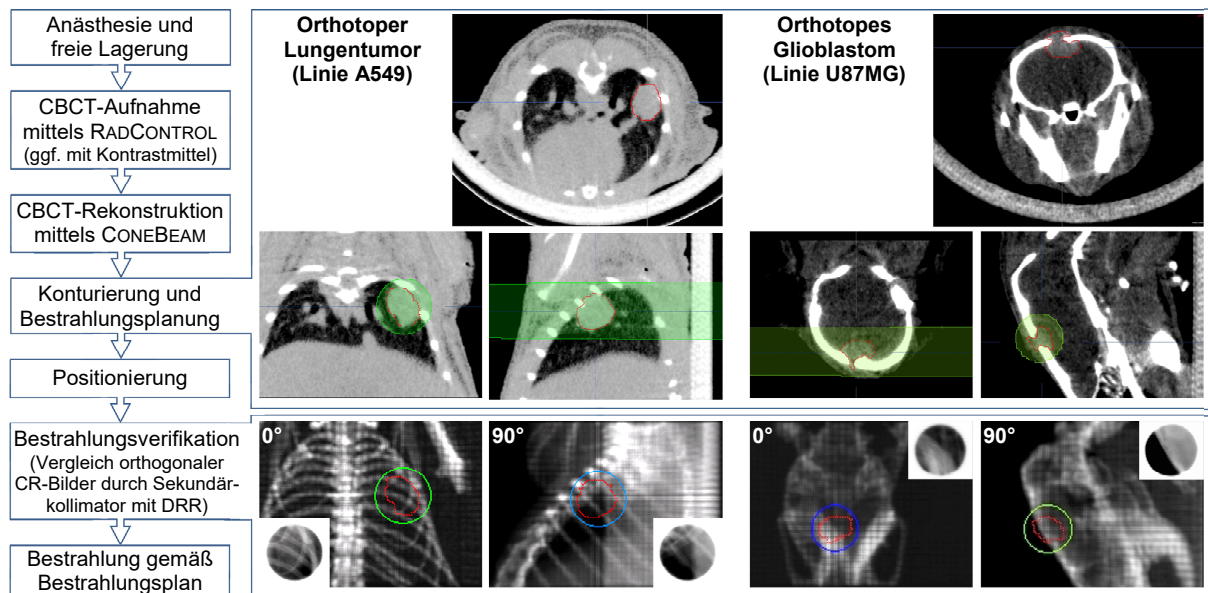 Anästhesie und
freie Lagerung
CBCT-Aufnahme
mittels RADCONTROL
(ggf. mit Kontrastmittel)
CBCT-Rekonstruktion
mittels CONEBEAM
Konturierung und
Bestrahlungsplanung
Positionierung
Bestrahlungsverifikation
(Vergleich orthogonaler
CR-Bilder durch Sekundär-
kollimator mit DRR)
Bestrahlung gemäß
Bestrahlungsplan
Orthotoper
Lungentumor
(Linie A549)
Orthotopes
Glioblastom
(Linie U87MG)
0°
90°
0°
90°